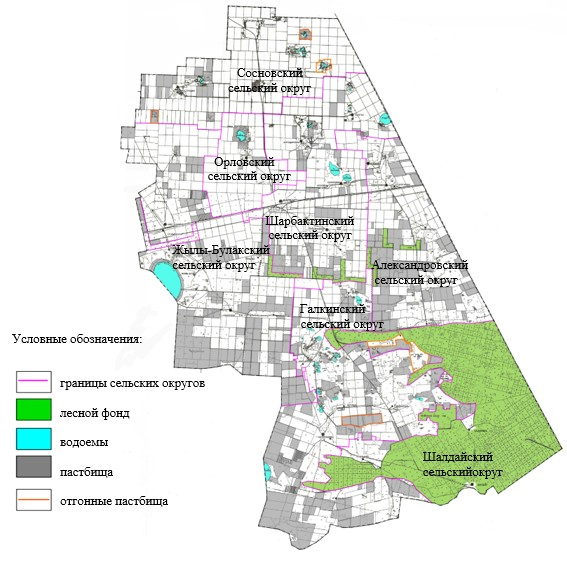 Сосновский
сельский округ
Орловский
сельский округ
Шарбактинский
сельский округ
Жылы-Булакский
сельский округ
Александровский
сельский округ
Галкинский
сельский округ
Шалдайский
сельскийокруг
Условные обозначения:
границы сельских округов
лесной фонд
водоемы
пастбища
отгонные пастбища